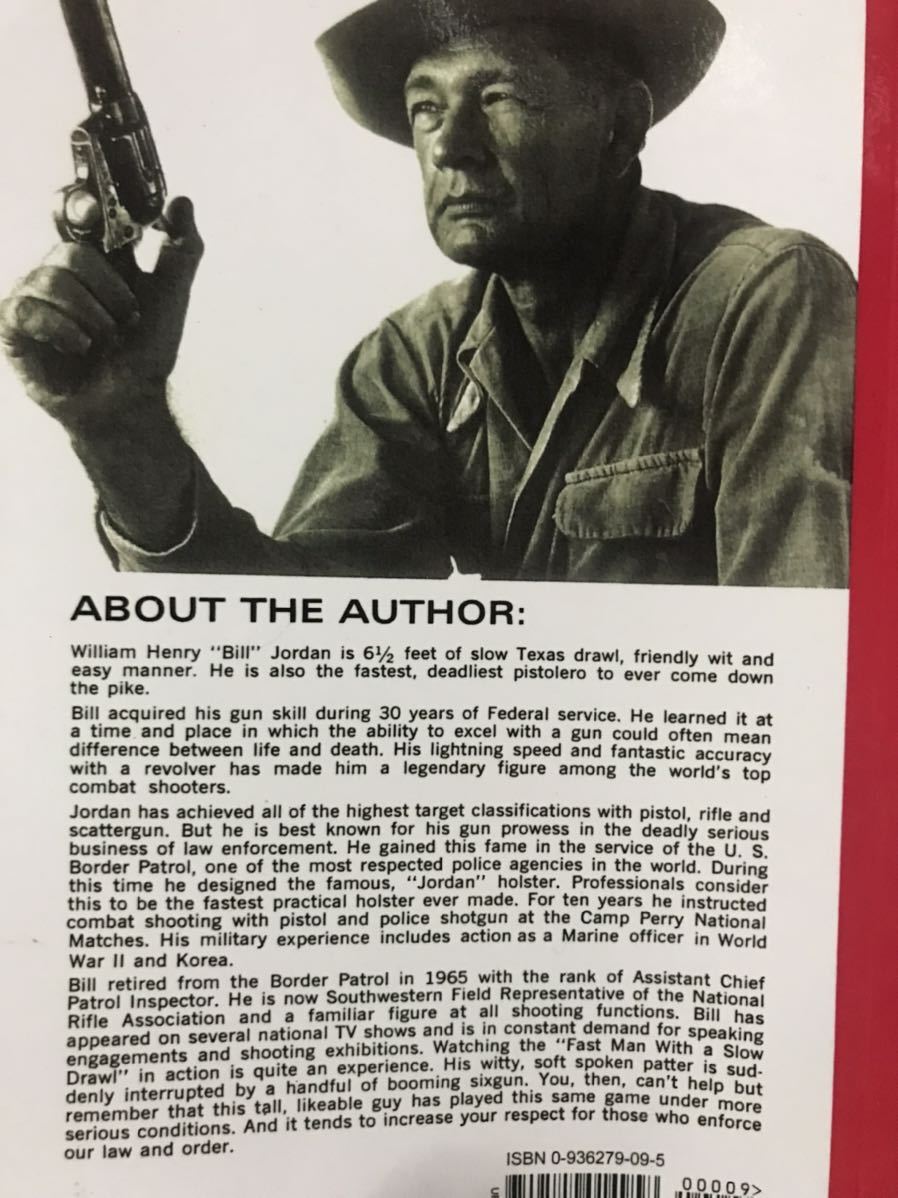 ABOUT THE AUTHOR:
William Henry "Bill" Jordan is 6½ feet of slow Texas drawl, friendly wit and
easy manner. He is also the fastest, deadliest pistolero to ever come down
the pike.
Bill acquired his gun skill during 30 years of Federal service. He learned it at
a time and place in which the ability to excel with a gun could often mean
difference between life and death. His lightning speed and fantastic accuracy
with a revolver has made him a legendary figure among the world's top
combat shooters.
Jordan has achieved all of the highest target classifications with pistol, rifle and
scattergun. But he is best known for his gun prowess in the deadly serious
business of law enforcement. He gained this fame in the service of the U. S.
Border Patrol, one of the most respected police agencies in the world. During
this time he designed the famous, "Jordan" holster. Professionals consider
this to be the fastest practical holster ever made. For ten years he instructed
combat shooting with pistol and police shotgun at the Camp Perry National
Matches. His military experience includes action as a Marine officer in World
War II and Korea.
Bill retired from the Border Patrol in 1965 with the rank of Assistant Chief
Patrol Inspector. He is now Southwestern Field Representative of the National
Rifle Association and a familiar figure at all shooting functions. Bill has
appeared on several national TV shows and is in constant demand for speaking
engagements and shooting exhibitions. Watching the "Fast Man With a Slow
Drawl" in action is quite an experience. His witty, soft spoken patter is sud-
denly interrupted by a handful of booming sixgun. You, then, can't help but
remember that this tall, likeable guy has played this same game under more
serious conditions. And it tends to increase your respect for those who enforce
our law and order.
ISBN 0-936279-09-5
00009>